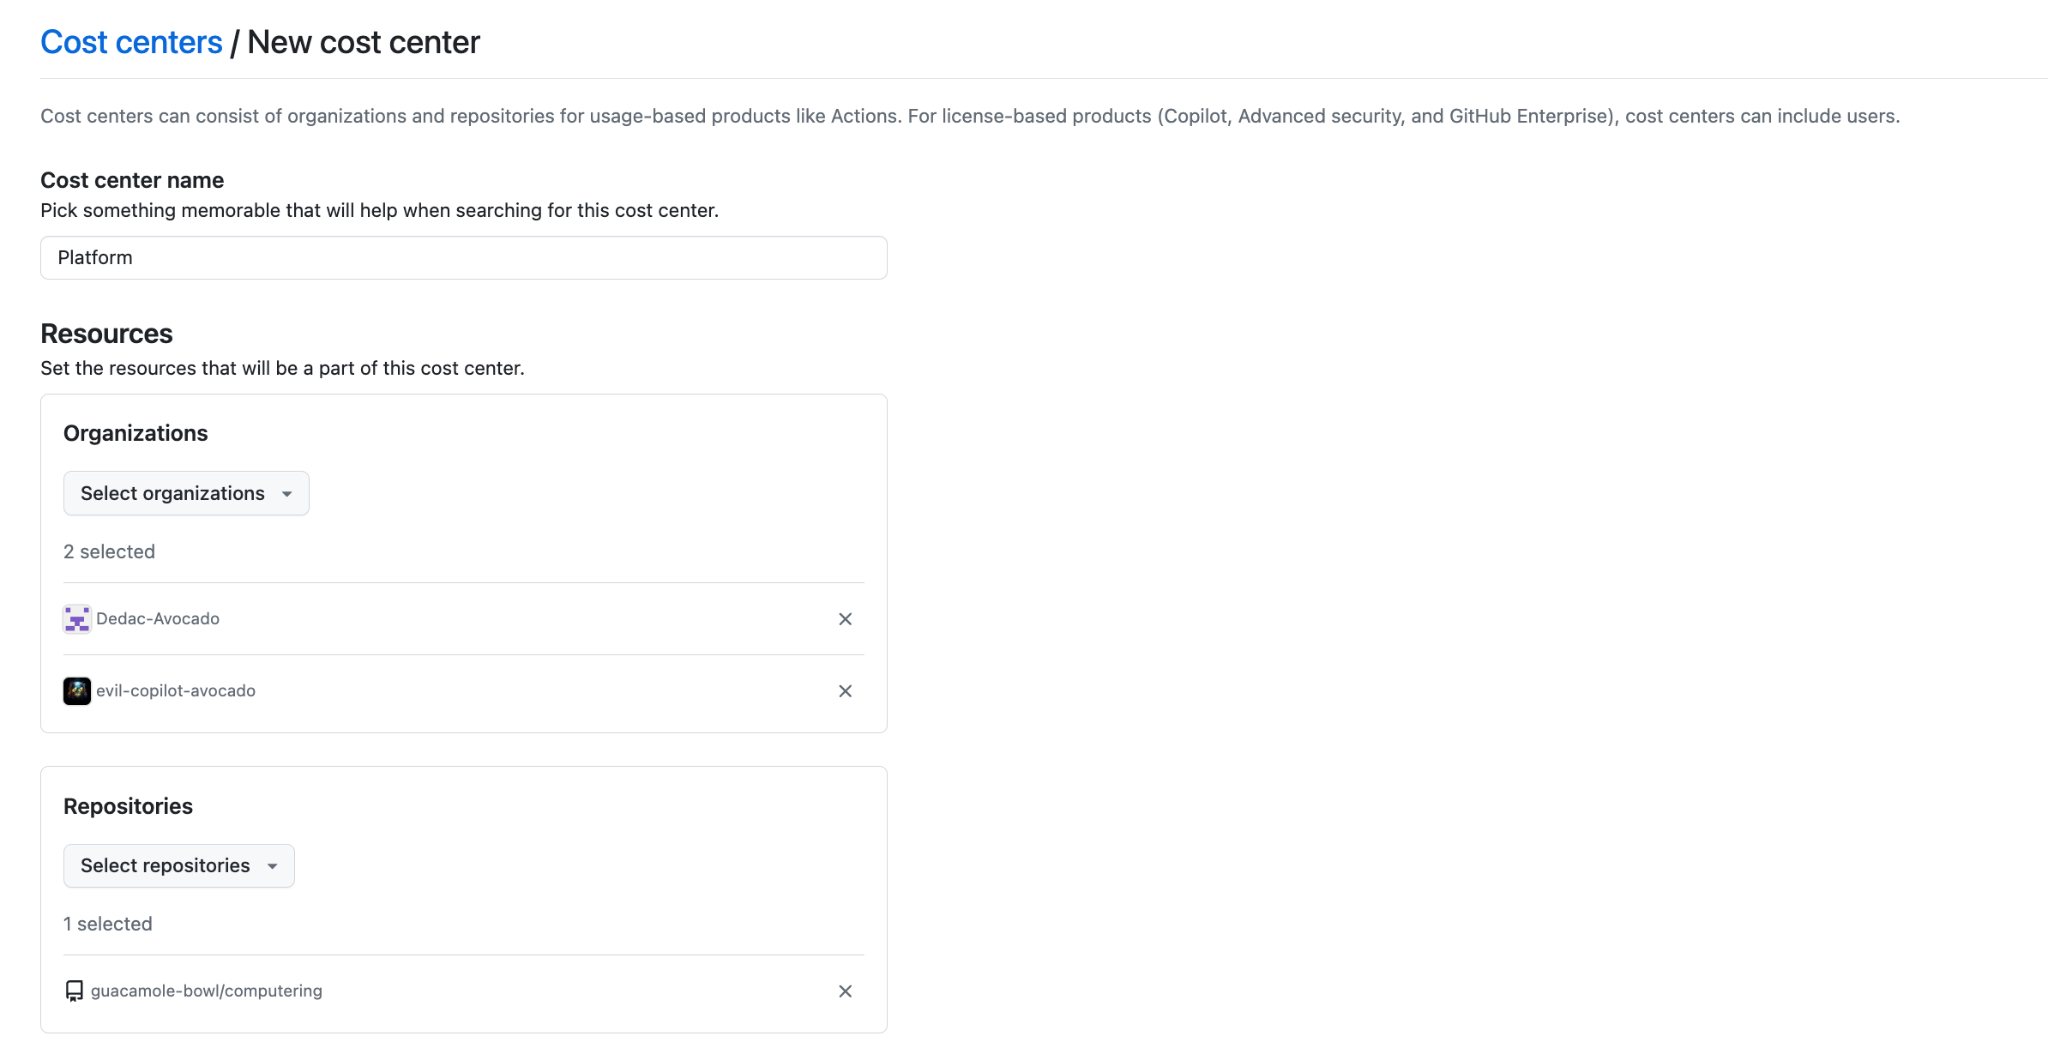 Cost centers / New cost center
Cost centers can consist of organizations and repositories for usage-based products like Actions. For license-based products (Copilot, Advanced security, and GitHub Enterprise), cost centers can include users.
Cost center name
Pick something memorable that will help when searching for this cost center.
Platform
Resources
Set the resources that will be a part of this cost center.
Organizations
Select organizations
2 selected
Dedac-Avocado
evil-copilot-avocado
Repositories
Select repositories
1 selected
guacamole-bowl/computering